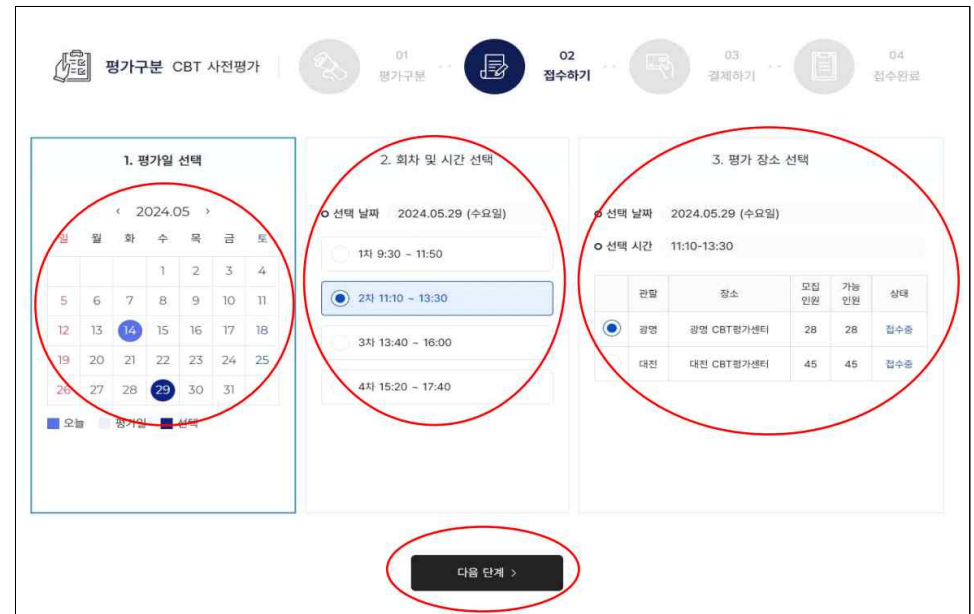 평가구분 CBT 사전평가
01
평가구분
02
접수하기
03
결제하기
04
접수완료
1. 평가일 선택
< 2024.05 >
일 월 화 수 목 금 토
1 2 3 4
5 6 7 8 9 10 11
12 13 14 15 16 17 18
19 20 21 22 23 24 25
26 27 28 29 30 31
오늘 평가일 선택
2. 회차 및 시간 선택
선택 날짜 2024.05.29 (수요일)
1차 9:30 ~ 11:50
2차 11:10 ~ 13:30
3차 13:40 ~ 16:00
4차 15:20 ~ 17:40
3. 평가 장소 선택
선택 날짜 2024.05.29 (수요일)
선택 시간 11:10-13:30
관할 장소 모집인원 가능인원 상태
광명 광명 CBT평가센터 28 28 접수중
대전 대전 CBT평가센터 45 45 접수중
다음 단계 >